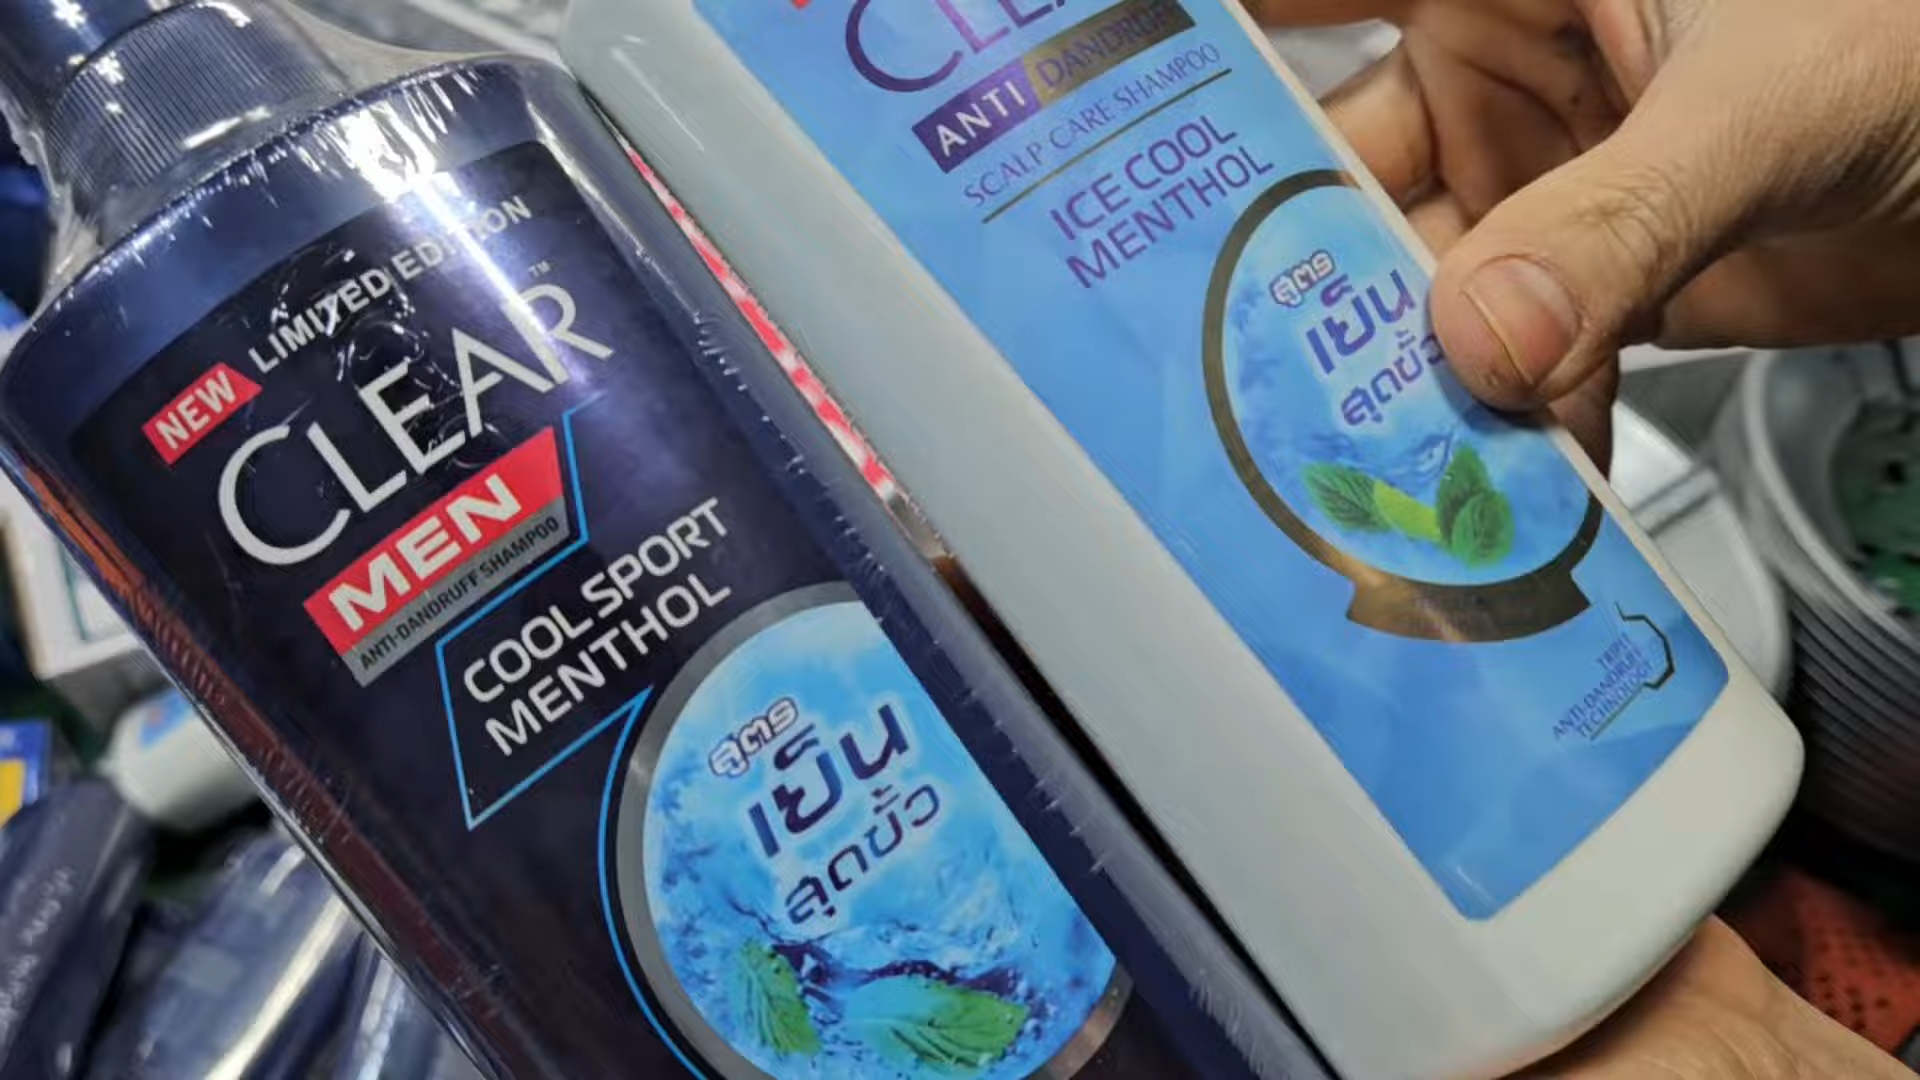 NEW LIMITED EDITION
CLEAR™
MEN
ANTI-DANDRUFF SHAMPOO
COOL SPORT
MENTHOL
สูตร
เย็น
สุดขั้ว
ANTI DANDRUFF
SCALP CARE SHAMPOO
ICE COOL
MENTHOL
สูตร
เย็น
สุดขั้ว
ANTI-DANDRUFF
TECHNOLOGY